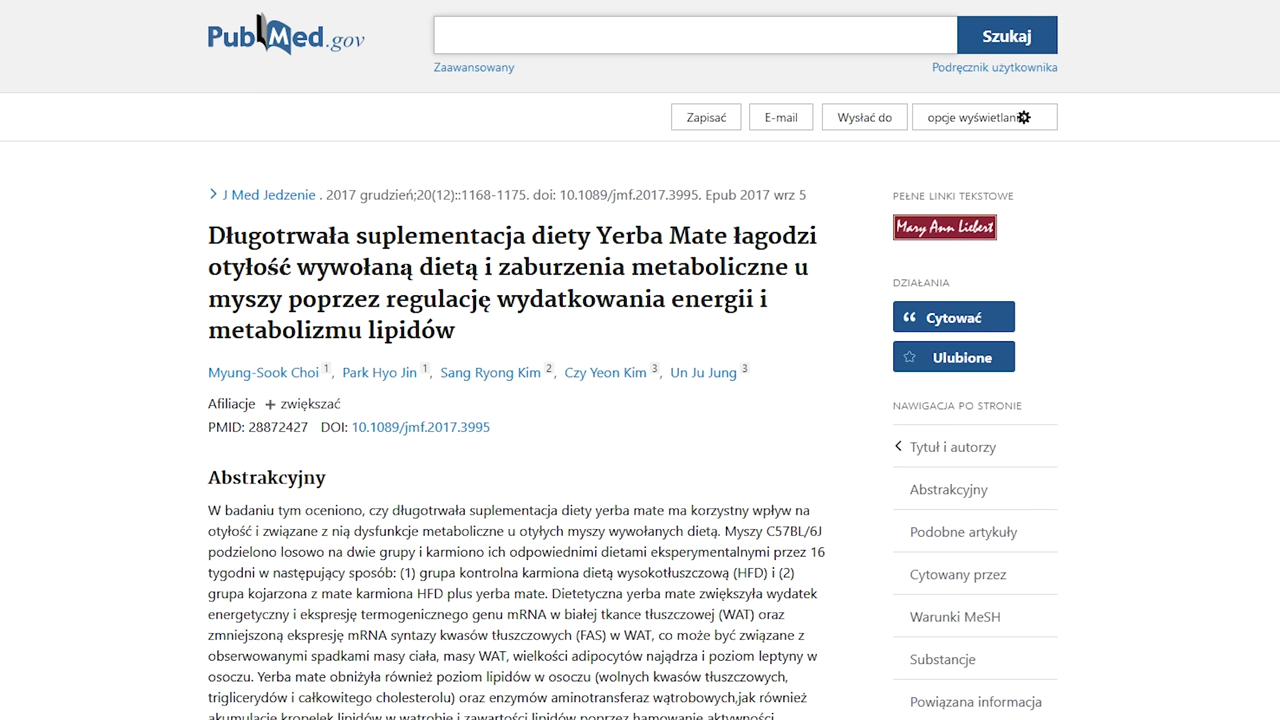 PubMed.gov
Szukaj
Zaawansowany
Podręcznik użytkownika
Zapisać
E-mail
Wysłać do
opcje wyświetlani
J Med Jedzenie . 2017 grudzień;20(12)::1168-1175. doi: 10.1089/jmf.2017.3995. Epub 2017 wrz 5
Długotrwała suplementacja diety Yerba Mate łagodzi
otyłość wywołaną dietą i zaburzenia metaboliczne u
myszy poprzez regulację wydatkowania energii i
metabolizmu lipidów
Myung-Sook Choi 1, Park Hyo Jin 1, Sang Ryong Kim 2, Czy Yeon Kim 3, Un Ju Jung 3
Afiliacje + zwiększać
PMID: 28872427 DOI: 10.1089/jmf.2017.3995
Abstrakcyjny
W badaniu tym oceniono, czy długotrwała suplementacja diety yerba mate ma korzystny wpływ na
otyłość i związane z nią dysfunkcje metaboliczne u otyłych myszy wywołanych dietą. Myszy C57BL/6J
podzielono losowo na dwie grupy i karmiono ich odpowiednimi dietami eksperymentalnymi przez 16
tygodni w następujący sposób: (1) grupa kontrolna karmiona dietą wysokotłuszczową (HFD) i (2)
grupa kojarzona z mate karmiona HFD plus yerba mate. Dietetyczna yerba mate zwiększyła wydatek
energetyczny i ekspresję termogenicznego genu mRNA w białej tkance tłuszczowej (WAT) oraz
zmniejszoną ekspresję mRNA syntazy kwasów tłuszczowych (FAS) w WAT, co może być związane z
obserwowanymi spadkami masy ciała, masy WAT, wielkości adipocytów najądrza i poziom leptyny w
osoczu. Yerba mate obniżyła również poziom lipidów w osoczu (wolnych kwasów tłuszczowych,
triglicerydów i całkowitego cholesterolu) oraz enzymów aminotransferaz wątrobowych,jak również
akumulację kropelek lipidów w wątrobie i zawartości lipidów poprzez hamowanie aktywności
PEŁNE LINKI TEKSTOWE
Mary Ann Liebert
DZIAŁANIA
Cytować
Ulubione
NAWIGACJA PO STRONIE
Tytuł i autorzy
Abstrakcyjny
Podobne artykuły
Cytowany przez
Warunki MeSH
Substancje
Powiązana informacja